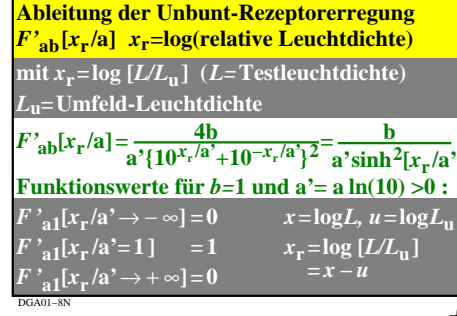 Ableitung der Unbunt-Rezeptorerregung
F’ab[xr/a] xr=log(relative Leuchtdichte)
mit xr=log [L/Lu] (L=Testleuchtdichte)
Lu=Umfeld-Leuchtdichte
F’ab[xr/a]= 4b / a’{10^xr/a’+10^−xr/a’}^2 = b / a’sinh^2[xr/a’
Funktionswerte für b=1 und a’= a ln(10) >0 :
F’a1[xr/a’→−∞]=0 x=logL, u=logLu
F’a1[xr/a’=1] =1 xr=log [L/Lu]
F’a1[xr/a’→+∞]=0 =x−u
DGA01−8N